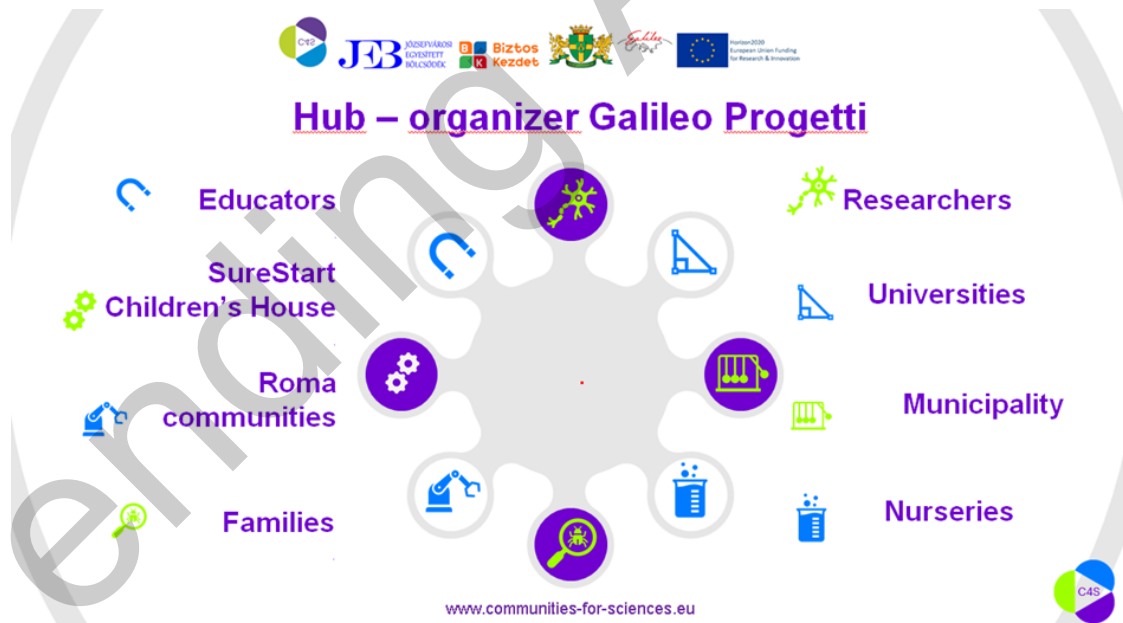 C4S
JEB JÓZSEFVÁROSI
EGYESÍTETT
BÖLCSŐDÉK
B Biztos
K Kezdet
Galileo
Horizon2020
European Union Funding
for Research & Innovation
Hub – organizer Galileo Progetti
Educators
SureStart
Children's House
Roma
communities
Families
Researchers
Universities
Municipality
Nurseries
www.communities-for-sciences.eu
C4S
ending A